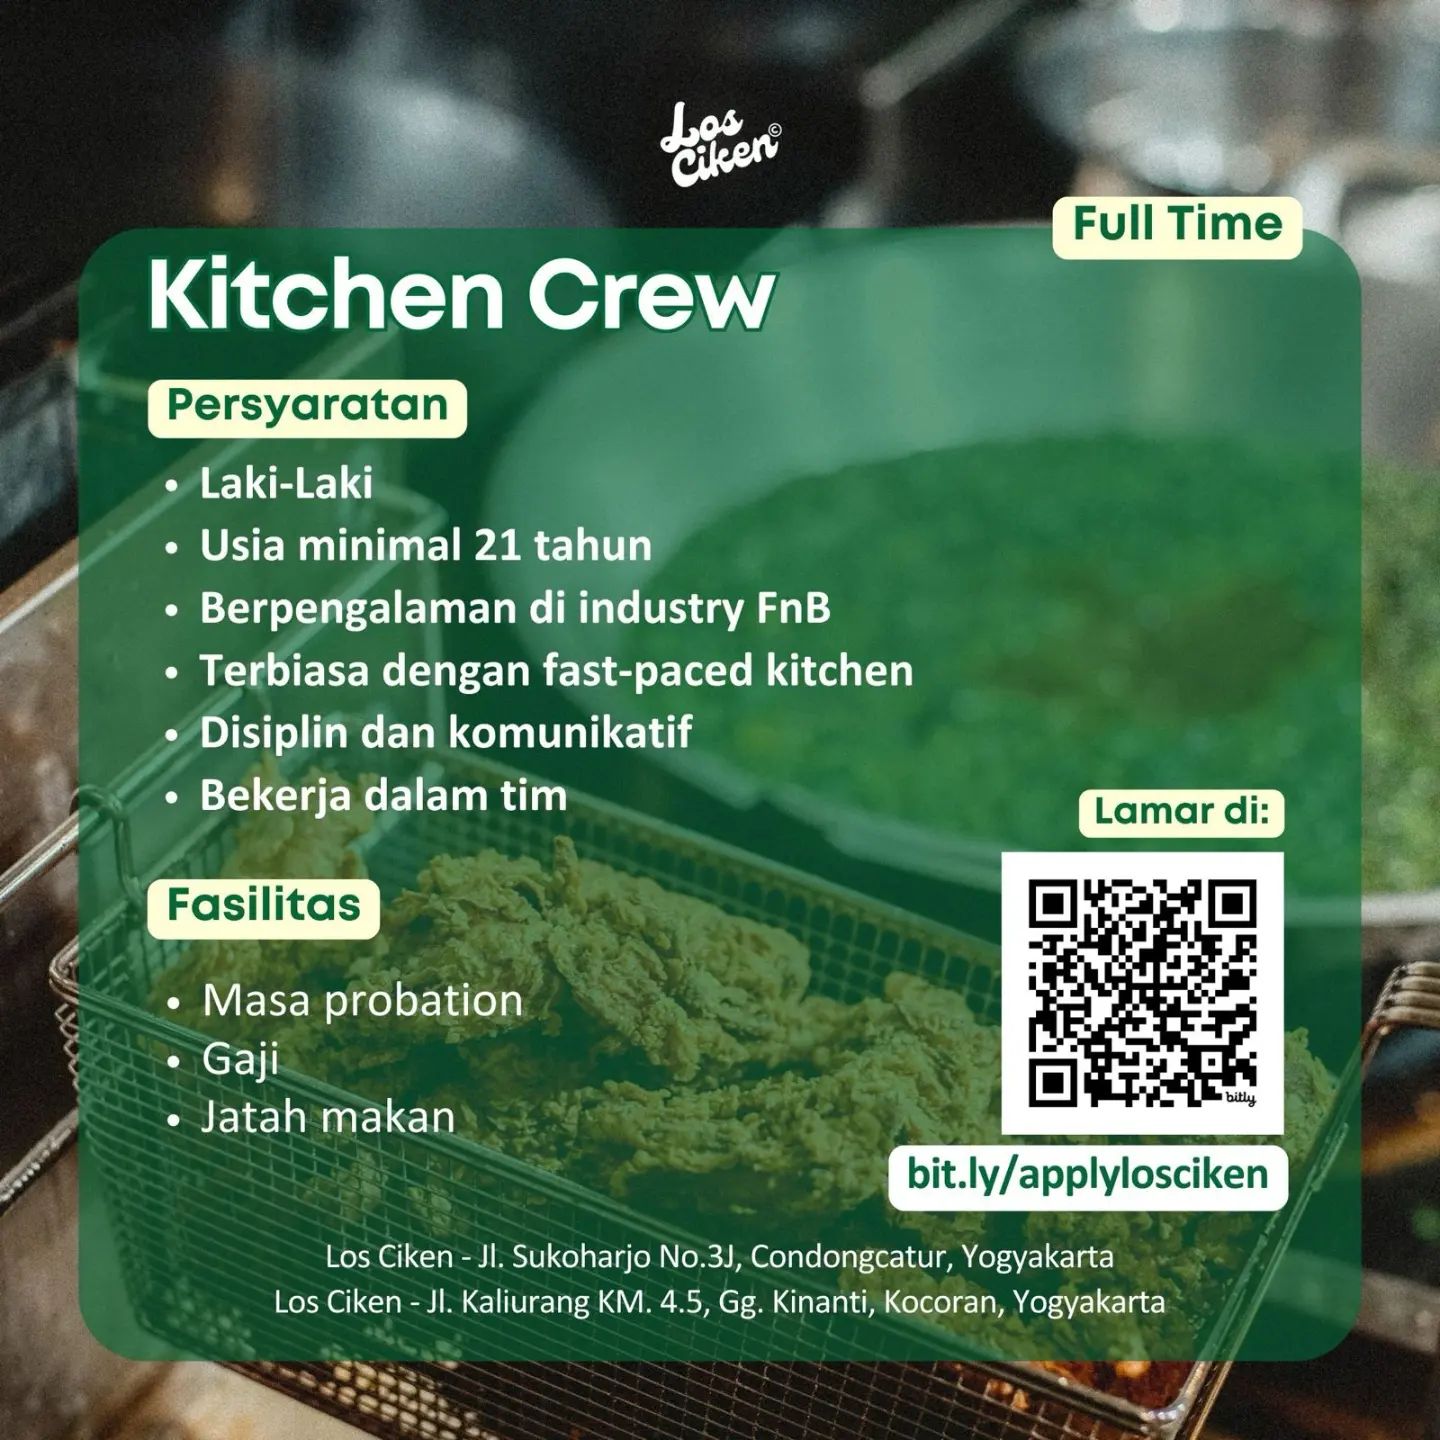 Los
Ciken©
Full Time
Kitchen Crew
Persyaratan
• Laki-Laki
• Usia minimal 21 tahun
• Berpengalaman di industry FnB
• Terbiasa dengan fast-paced kitchen
• Disiplin dan komunikatif
• Bekerja dalam tim
Fasilitas
• Masa probation
• Gaji
• Jatah makan
Lamar di:
bitly
bit.ly/applylosciken
Los Ciken - Jl. Sukoharjo No.3J, Condongcatur, Yogyakarta
Los Ciken - Jl. Kaliurang KM. 4.5, Gg. Kinanti, Kocoran, Yogyakarta